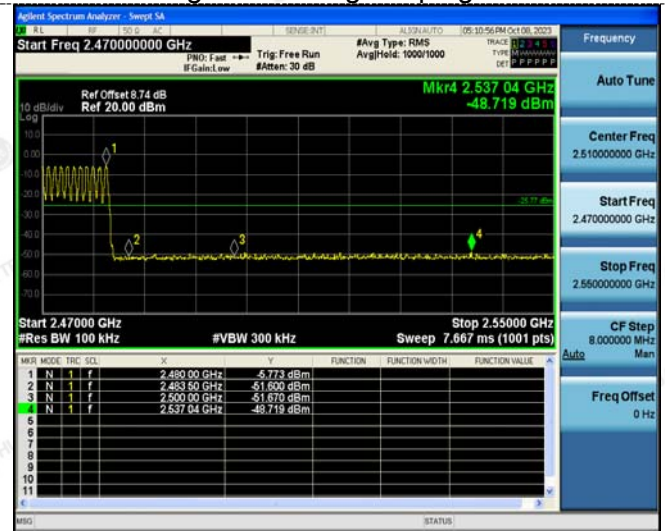 Agilent Spectrum Analyzer - Swept SA
RL RF 50 Ω AC SENSE:INT ALIGNAUTO 05:10:56 PM Oct 08, 2023
Start Freq 2.470000000 GHz
PNO: Fast
IFGain:Low
Trig: Free Run
#Atten: 30 dB
#Avg Type: RMS
Avg|Hold: 1000/1000
TRACE 1 2 3 4 5 6
TYPE
DET P P P P P P
Ref Offset 8.74 dB
10 dB/div Ref 20.00 dBm
Log
Mkr4 2.537 04 GHz
-48.719 dBm
10.0
0.00
-10.0
-20.0
-30.0
-40.0
-50.0
-60.0
-70.0
1
2
3
4
-25.77 dBm
Start 2.47000 GHz Stop 2.55000 GHz
#Res BW 100 kHz #VBW 300 kHz Sweep 7.667 ms (1001 pts)
MKR MODE TRC SCL X Y FUNCTION FUNCTION WIDTH FUNCTION VALUE
1 N 1 f 2.480 00 GHz -5.773 dBm
2 N 1 f 2.483 50 GHz -51.600 dBm
3 N 1 f 2.500 00 GHz -51.670 dBm
4 N 1 f 2.537 04 GHz -48.719 dBm
5
6
7
8
9
10
11
MSG STATUS
Frequency
Auto Tune
Center Freq
2.510000000 GHz
Start Freq
2.470000000 GHz
Stop Freq
2.550000000 GHz
CF Step
8.000000 MHz
Auto Man
Freq Offset
0 Hz